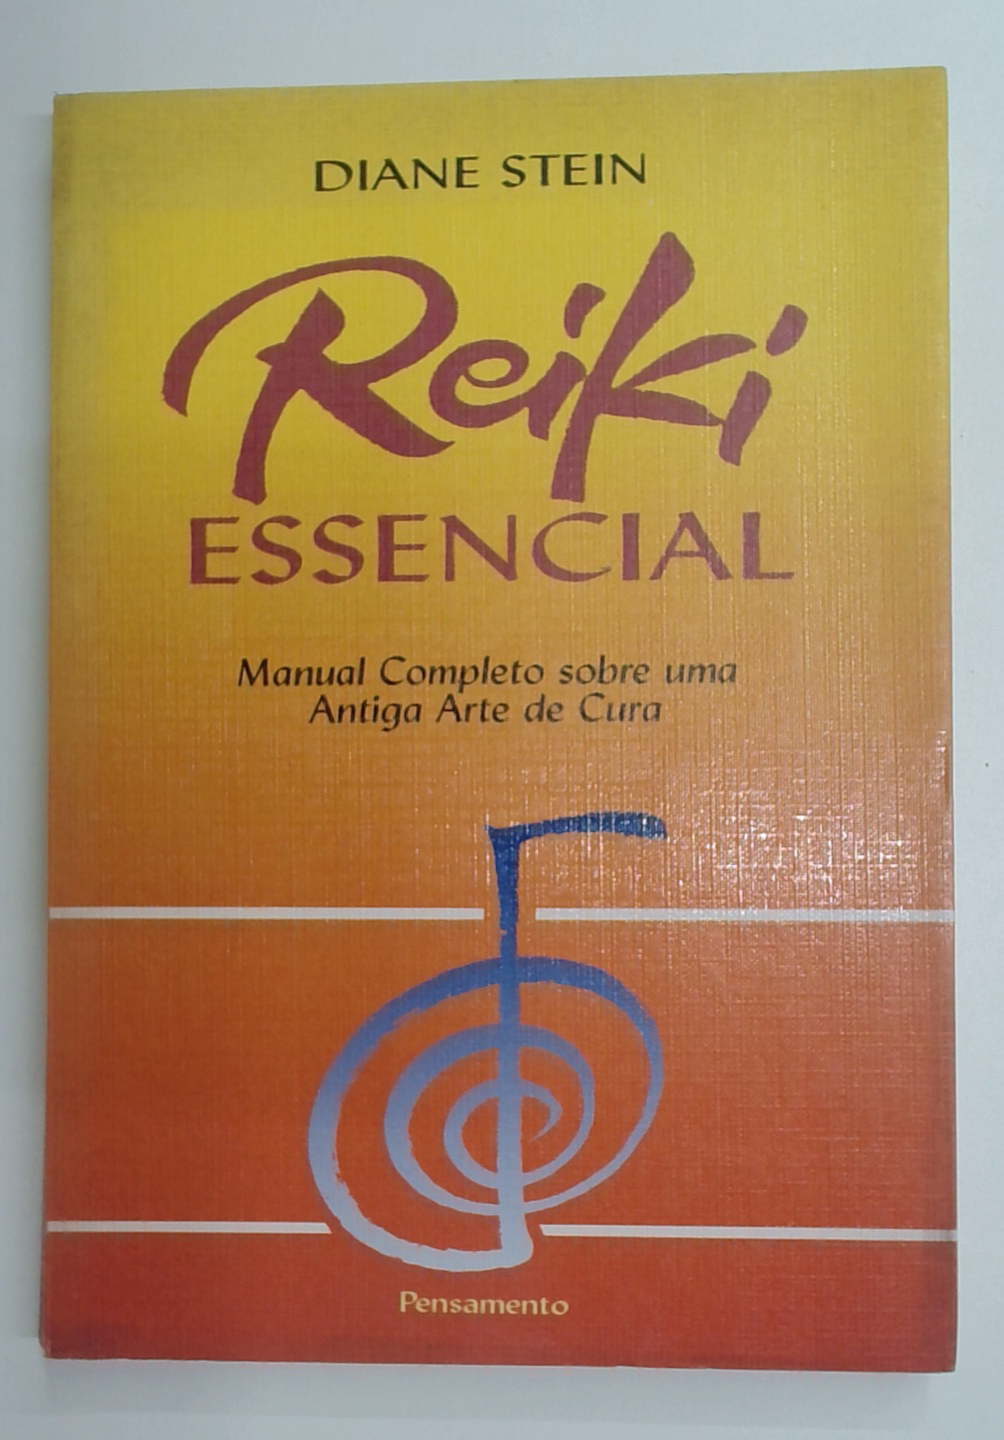 DIANE STEIN
Reiki
ESSENCIAL
Manual Completo sobre uma
Antiga Arte de Cura
Pensamento